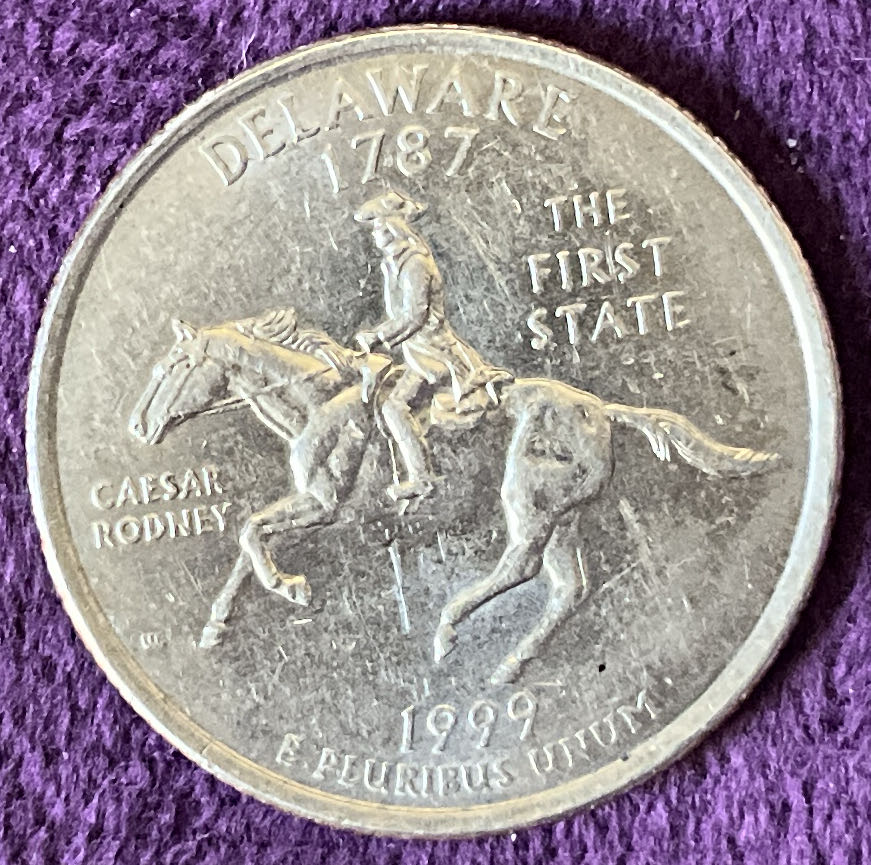 DELAWARE
1787
THE
FIRST
STATE
CAESAR
RODNEY
1999
E PLURIBUS UNUM